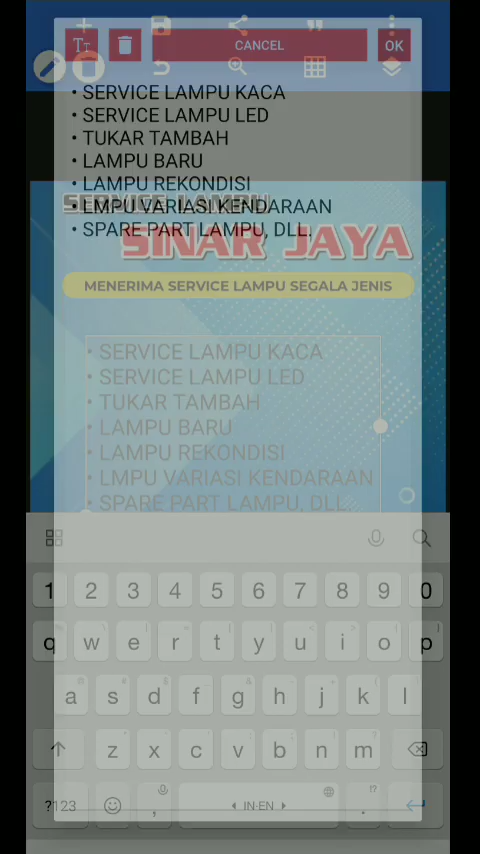 CANCEL
OK
• SERVICE LAMPU KACA
• SERVICE LAMPU LED
• TUKAR TAMBAH
• LAMPU BARU
• LAMPU REKONDISI
• LMPU VARIASI KENDARAAN
• SPARE PART LAMPU, DLL.
SERVICE LAMPU
SINAR JAYA
MENERIMA SERVICE LAMPU SEGALA JENIS
• SERVICE LAMPU KACA
• SERVICE LAMPU LED
• TUKAR TAMBAH
• LAMPU BARU
• LAMPU REKONDISI
• LMPU VARIASI KENDARAAN
• SPARE PART LAMPU, DLL.
1 2 3 4 5 6 7 8 9 0
q w e r t y u i o p
a s d f g h j k l
z x c v b n m
?123 , IN·EN .